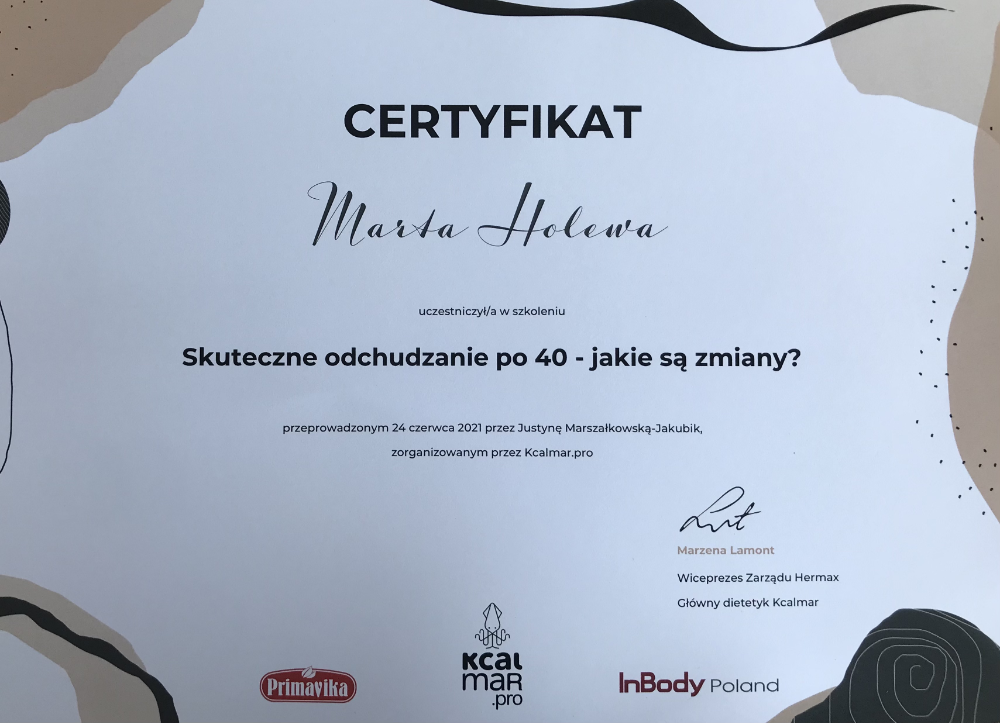 CERTYFIKAT
Marta Holewa
uczestniczył/a w szkoleniu
Skuteczne odchudzanie po 40 - jakie są zmiany?
przeprowadzonym 24 czerwca 2021 przez Justynę Marszałkowską-Jakubik,
zorganizowanym przez Kcalmar.pro
Marzena Lamont
Wiceprezes Zarządu Hermax
Główny dietetyk Kcalmar
Primavika
Kcal
maR
.pro
InBody Poland